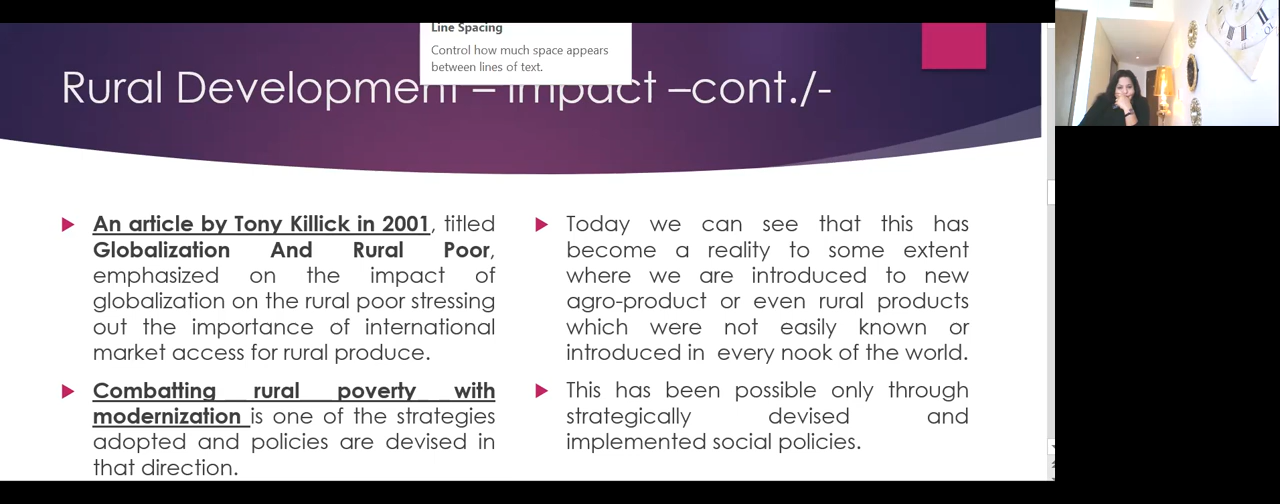 Line Spacing
Control how much space appears
between lines of text.
Rural Development – Impact –cont./-
An article by Tony Killick in 2001, titled
Globalization And Rural Poor,
emphasized on the impact of
globalization on the rural poor stressing
out the importance of international
market access for rural produce.
Combatting rural poverty with
modernization is one of the strategies
adopted and policies are devised in
that direction.
Today we can see that this has
become a reality to some extent
where we are introduced to new
agro-product or even rural products
which were not easily known or
introduced in every nook of the world.
This has been possible only through
strategically devised and
implemented social policies.